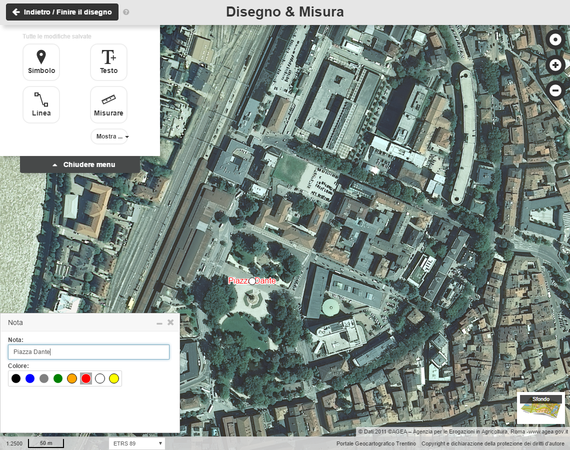 Indietro / Finire il disegno
Disegno & Misura
Tutte le modifiche salvate
Simbolo
Testo
Linea
Misurare
Mostra ...
Chiudere menu
Piazza Dante
Nota
Nota:
Piazza Dante
Colore:
Sfondo
© Dati 2011 ©AGEA – Agenzia per le Erogazioni in Agricoltura, Roma -www.agea.gov.it
1:2500
50 m
ETRS 89
Portale Geocartografico Trentino
Copyright e dichiarazione della protezione dei diritti d'autore